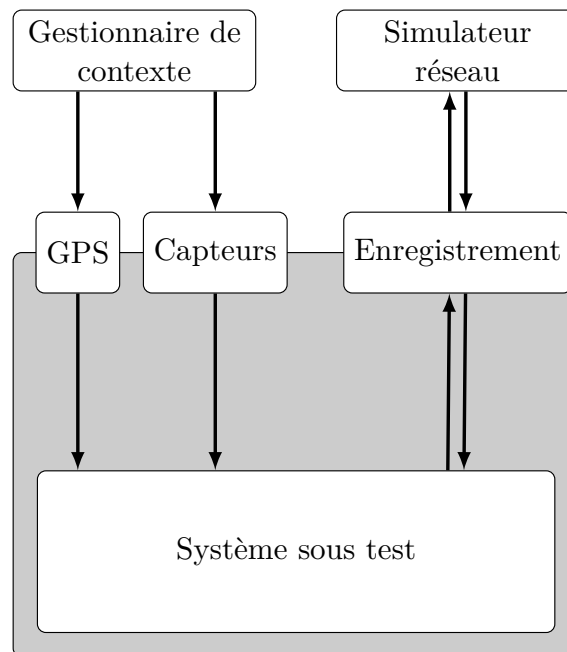 Gestionnaire de
contexte
Simulateur
réseau
GPS
Capteurs
Enregistrement
Système sous test